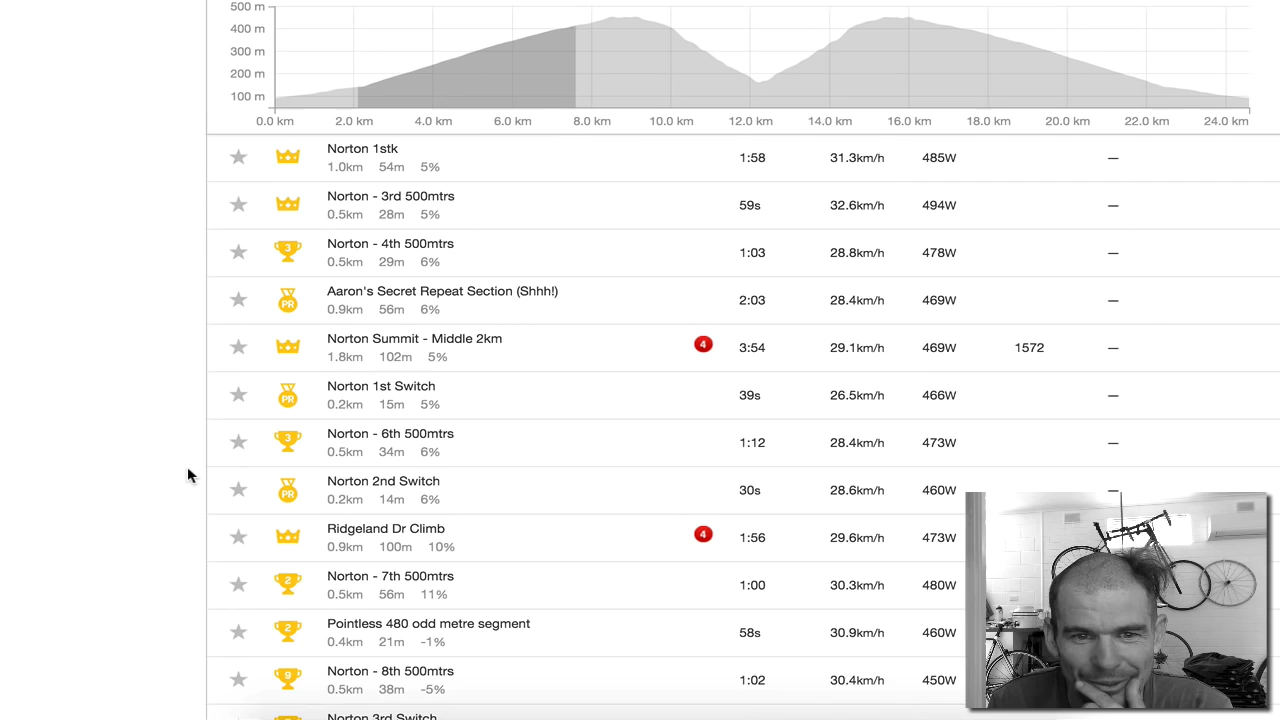 500 m
400 m
300 m
200 m
100 m
0.0 km 2.0 km 4.0 km 6.0 km 8.0 km 10.0 km 12.0 km 14.0 km 16.0 km 18.0 km 20.0 km 22.0 km 24.0 km
Norton 1stk
1.0km 54m 5%
1:58 31.3km/h 485W —
Norton - 3rd 500mtrs
0.5km 28m 5%
59s 32.6km/h 494W —
3
Norton - 4th 500mtrs
0.5km 29m 6%
1:03 28.8km/h 478W —
PR
Aaron's Secret Repeat Section (Shhh!)
0.9km 56m 6%
2:03 28.4km/h 469W —
Norton Summit - Middle 2km
1.8km 102m 5%
4 3:54 29.1km/h 469W 1572 —
PR
Norton 1st Switch
0.2km 15m 5%
39s 26.5km/h 466W —
3
Norton - 6th 500mtrs
0.5km 34m 6%
1:12 28.4km/h 473W —
PR
Norton 2nd Switch
0.2km 14m 6%
30s 28.6km/h 460W —
Ridgeland Dr Climb
0.9km 100m 10%
4 1:56 29.6km/h 473W
2
Norton - 7th 500mtrs
0.5km 56m 11%
1:00 30.3km/h 480W
2
Pointless 480 odd metre segment
0.4km 21m -1%
58s 30.9km/h 460W
9
Norton - 8th 500mtrs
0.5km 38m -5%
1:02 30.4km/h 450W
Norton 3rd Switch